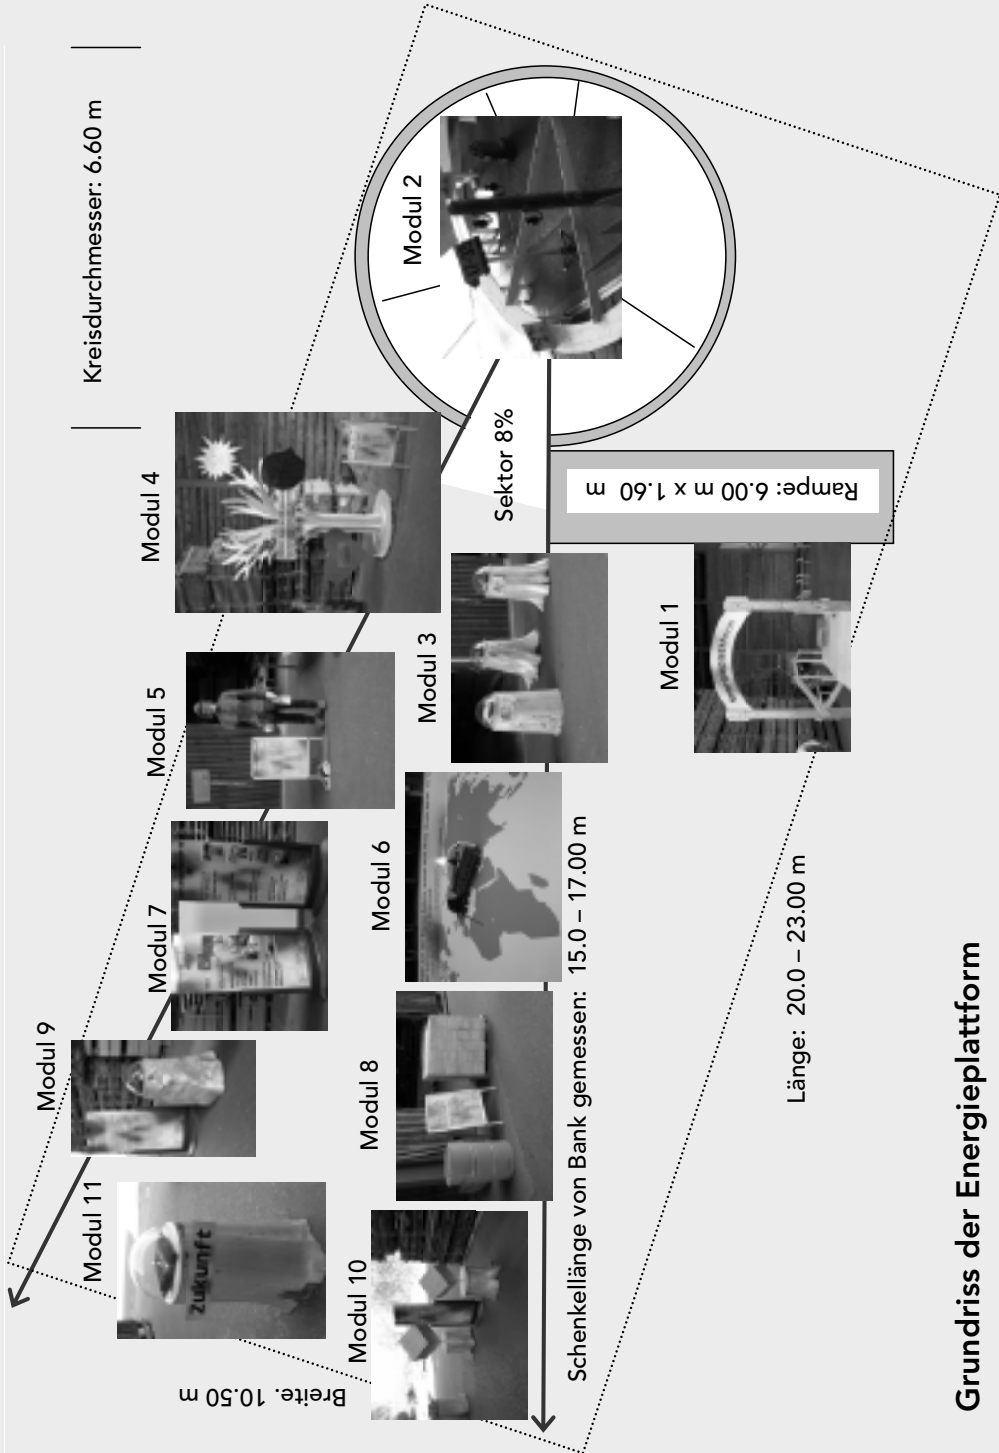 Grundriss der Energieplattform
Kreisdurchmesser: 6.60 m
Modul 2
Modul 4
Sektor 8%
Rampe: 6.00 m x 1.60 m
Modul 1
Modul 3
Modul 5
Modul 6
Modul 7
Modul 9
Modul 8
Schenkellänge von Bank gemessen: 15.0 – 17.00 m
Länge: 20.0 – 23.00 m
Modul 11
zukunft
Modul 10
Breite. 10.50 m